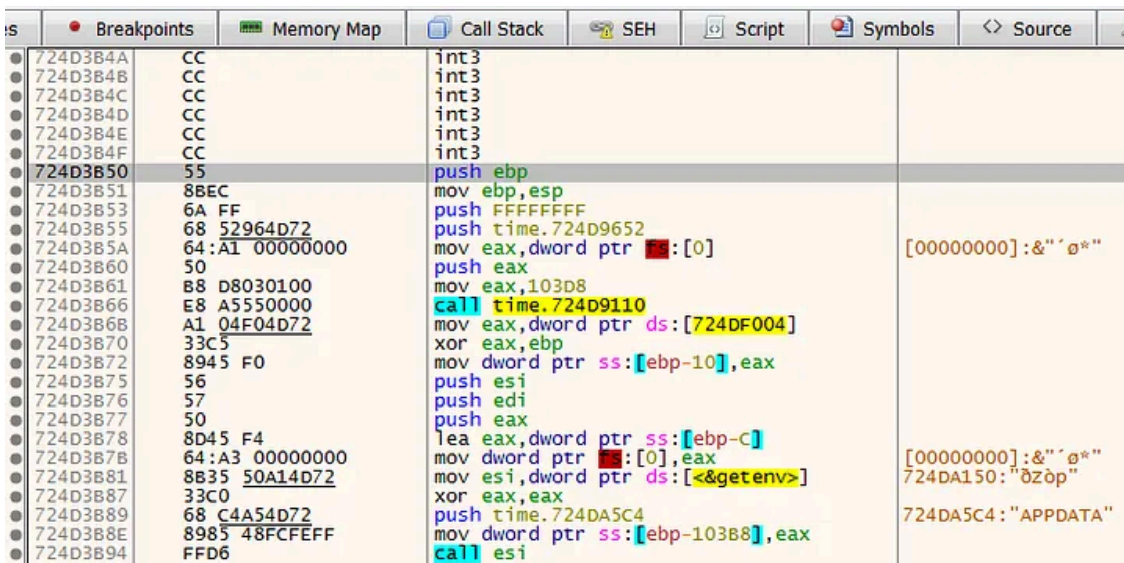 es Breakpoints Memory Map Call Stack SEH Script Symbols <> Source
724D3B4A CC int3
724D3B4B CC int3
724D3B4C CC int3
724D3B4D CC int3
724D3B4E CC int3
724D3B4F CC int3
724D3B50 55 push ebp
724D3B51 8BEC mov ebp,esp
724D3B53 6A FF push FFFFFFFF
724D3B55 68 52964D72 push time.724D9652
724D3B5A 64:A1 00000000 mov eax,dword ptr fs:[0] [00000000]:&"´ø*"
724D3B60 50 push eax
724D3B61 B8 D8030100 mov eax,103D8
724D3B66 E8 A5550000 call time.724D9110
724D3B6B A1 04F04D72 mov eax,dword ptr ds:[724DF004]
724D3B70 33C5 xor eax,ebp
724D3B72 8945 F0 mov dword ptr ss:[ebp-10],eax
724D3B75 56 push esi
724D3B76 57 push edi
724D3B77 50 push eax
724D3B78 8D45 F4 lea eax,dword ptr ss:[ebp-C]
724D3B7B 64:A3 00000000 mov dword ptr fs:[0],eax [00000000]:&"´ø*"
724D3B81 8B35 50A14D72 mov esi,dword ptr ds:[<&getenv>] 724DA150:"ðZòp"
724D3B87 33C0 xor eax,eax
724D3B89 68 C4A54D72 push time.724DA5C4 724DA5C4:"APPDATA"
724D3B8E 8985 48FCFEFF mov dword ptr ss:[ebp-103B8],eax
724D3B94 FFD6 call esi